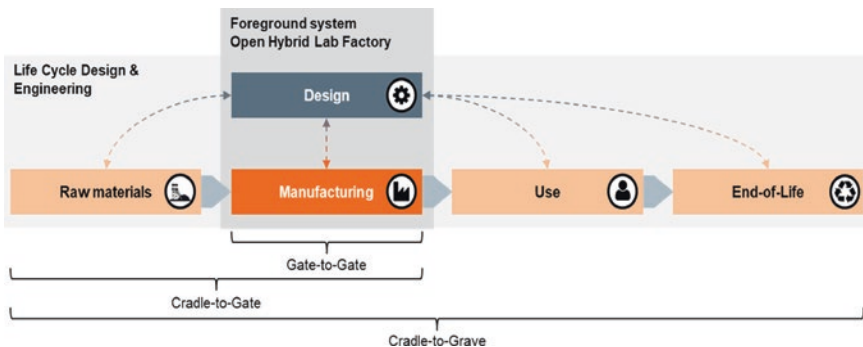 Foreground system
Open Hybrid Lab Factory
Life Cycle Design &
Engineering
Design
Raw materials
Manufacturing
Use
End-of-Life
Gate-to-Gate
Cradle-to-Gate
Cradle-to-Grave